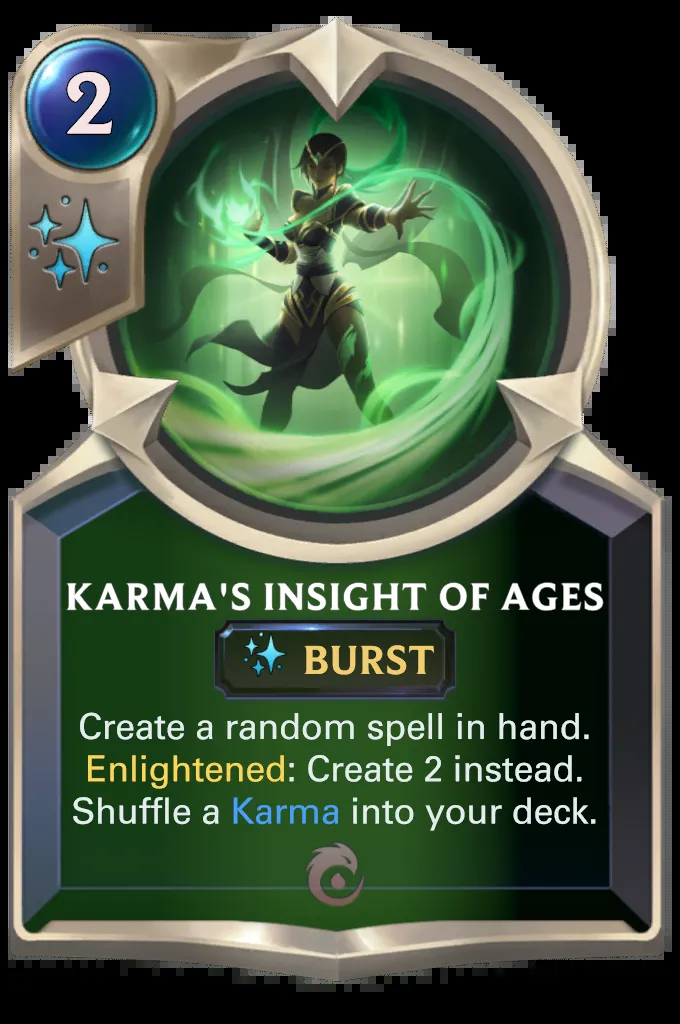 2
KARMA'S INSIGHT OF AGES
BURST
Create a random spell in hand.
Enlightened: Create 2 instead.
Shuffle a Karma into your deck.